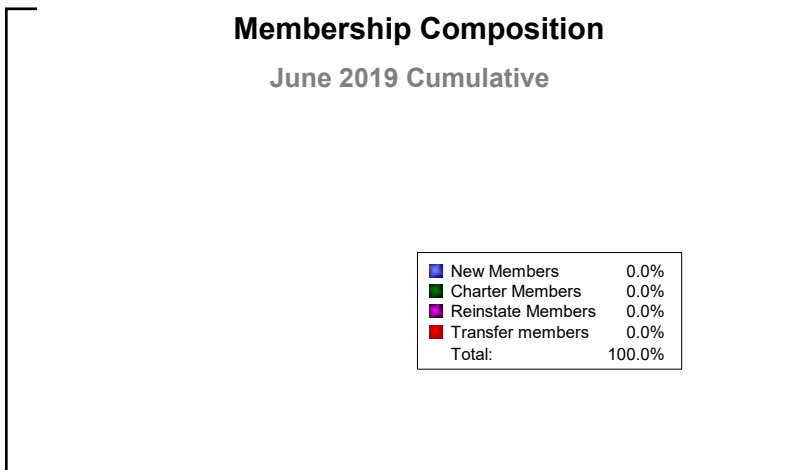 Membership Composition
June 2019 Cumulative
New Members 0.0%
Charter Members 0.0%
Reinstate Members 0.0%
Transfer members 0.0%
Total: 100.0%